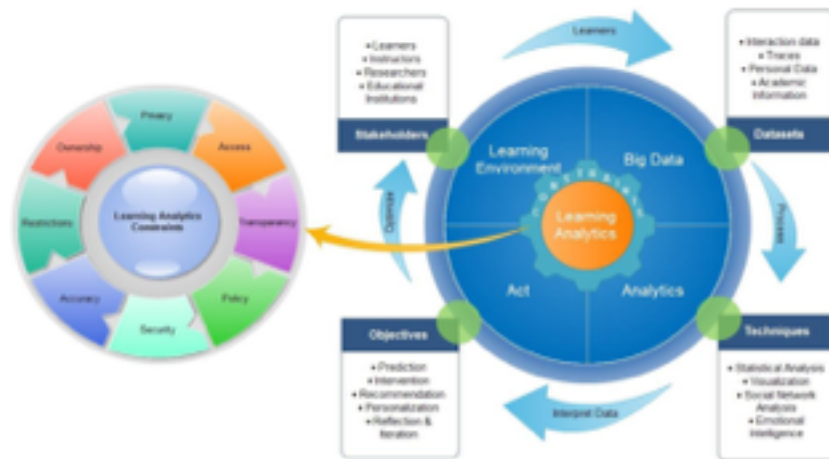 Privacy
Ownership
Access
Restrictions
Learning Analytics
Constraints
Transparency
Accuracy
Policy
Security
• Learners
• Instructors
• Researchers
• Educational
Institutions
Stakeholders
Learners
• Interaction data
• Traces
• Personal Data
• Academic
Information
Datasets
Learning
Environment
Big Data
CONSTRAINTS
Learning
Analytics
Optimize
Process
Act
Analytics
Objectives
• Prediction
• Intervention
• Recommendation
• Personalization
• Reflection &
Iteration
Interpret Data
Techniques
• Statistical Analysis
• Visualization
• Social Network
Analysis
• Emotional
Intelligence